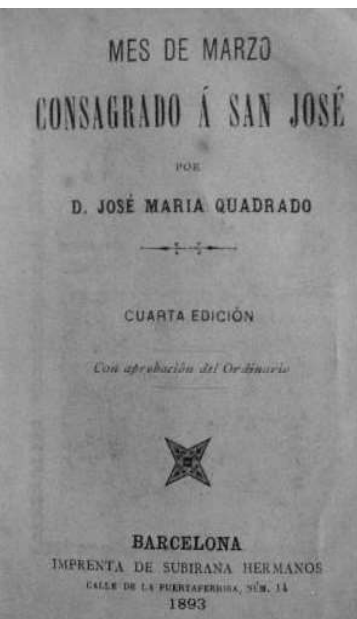 MES DE MARZO
CONSAGRADO Á SAN JOSÉ
POR
D. JOSÉ MARIA QUADRADO
CUARTA EDICIÓN
Con aprobación del Ordinario
BARCELONA
IMPRENTA DE SUBIRANA HERMANOS
CALLE DE LA PUERTAFERRISA, NÚM. 14
1893